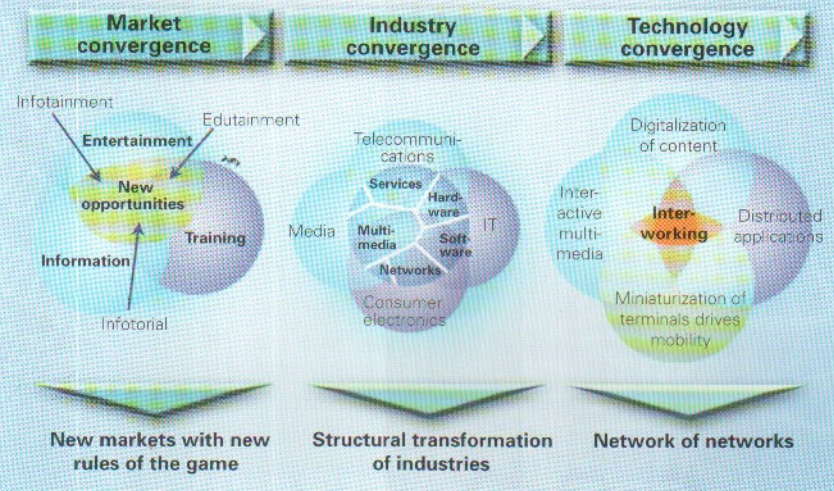 Market
convergence
Industry
convergence
Technology
convergence
Infotainment
Edutainment
Entertainment
New
opportunities
Training
Information
Infotorial
Telecommuni-
cations
Services
Hard-
ware
Media
Multi-
media
Soft-
ware
IT
Networks
Consumer
electronics
Digitalization
of content
Inter-
active
multi-
media
Inter-
working
Distributed
applications
Miniaturization of
terminals drives
mobility
New markets with new
rules of the game
Structural transformation
of industries
Network of networks